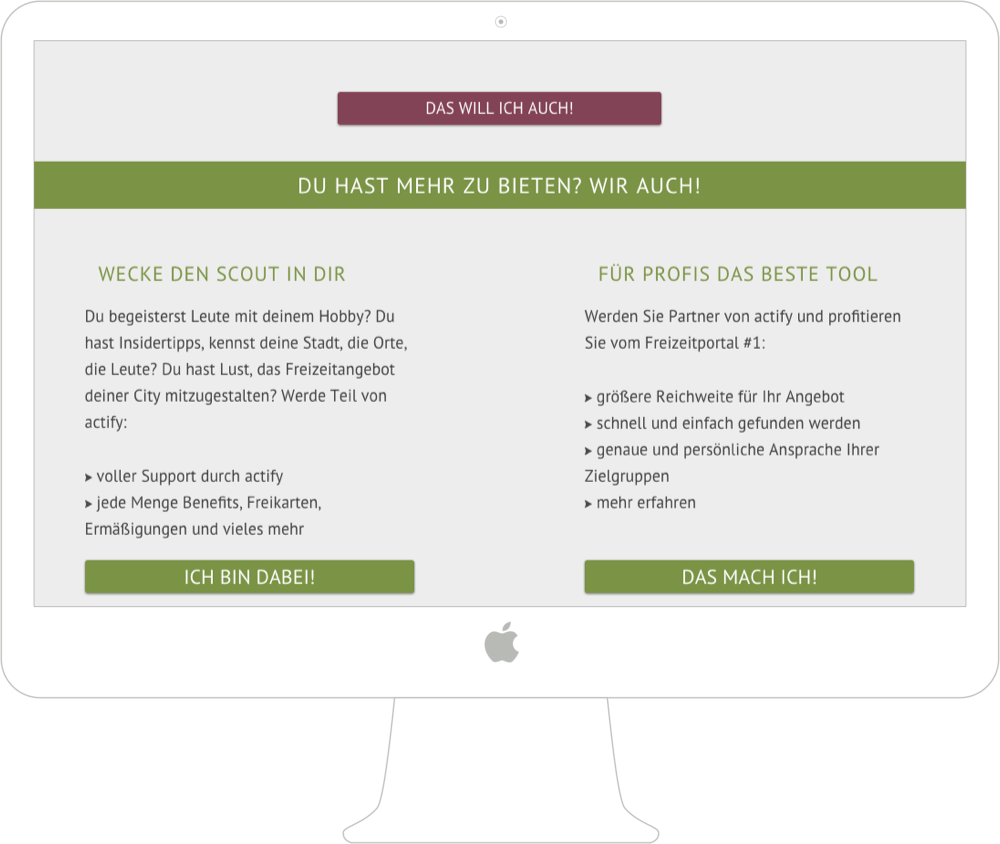 DAS WILL ICH AUCH!
DU HAST MEHR ZU BIETEN? WIR AUCH!
WECKE DEN SCOUT IN DIR
Du begeisterst Leute mit deinem Hobby? Du
hast Insidertipps, kennst deine Stadt, die Orte,
die Leute? Du hast Lust, das Freizeitangebot
deiner City mitzugestalten? Werde Teil von
actify:
➤ voller Support durch actify
➤ jede Menge Benefits, Freikarten,
Ermäßigungen und vieles mehr
ICH BIN DABEI!
FÜR PROFIS DAS BESTE TOOL
Werden Sie Partner von actify und profitieren
Sie vom Freizeitportal #1:
➤ größere Reichweite für Ihr Angebot
➤ schnell und einfach gefunden werden
➤ genaue und persönliche Ansprache Ihrer
Zielgruppen
➤ mehr erfahren
DAS MACH ICH!